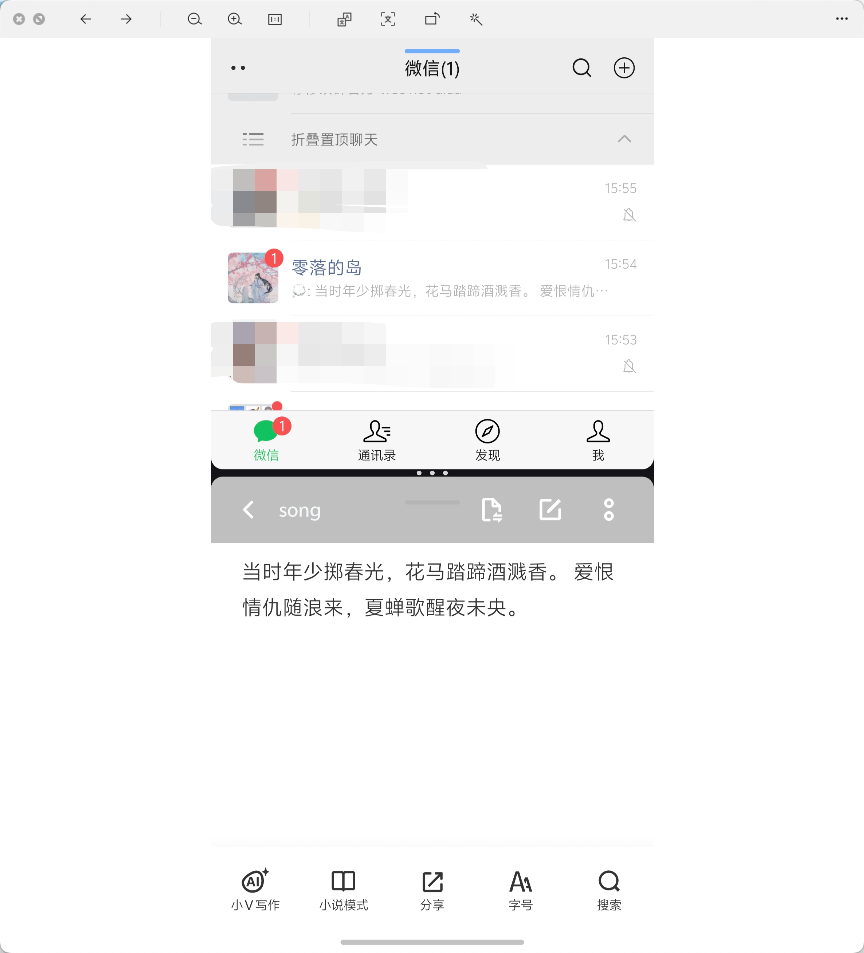 微信(1)
折叠置顶聊天
15:55
1
零落的岛
15:54
: 当时年少掷春光，花马踏蹄酒溅香。 爱恨情仇…
15:53
1
微信
通讯录
发现
我
song
当时年少掷春光，花马踏蹄酒溅香。 爱恨
情仇随浪来，夏蝉歌醒夜未央。
AI
小V写作
小说模式
分享
字号
搜索